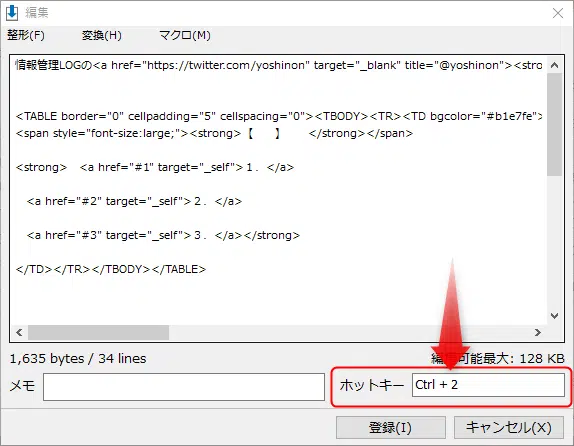 編集
整形(F) 変換(H) マクロ(M)
情報管理LOGの<a href="https://twitter.com/yoshinon" target="_blank" title="@yoshinon"><stro
<TABLE border="0" cellpadding="5" cellspacing="0"><TBODY><TR><TD bgcolor="#b1e7fe">
<span style="font-size:large;"><strong>【　　】　　</strong></span>
<strong>　<a href="#1" target="_self">１．</a>
<a href="#2" target="_self">２．</a>
<a href="#3" target="_self">３．</a></strong>
</TD></TR></TBODY></TABLE>
1,635 bytes / 34 lines 編 可能最大: 128 KB
メモ ホットキー Ctrl + 2
登録(I) キャンセル(X)